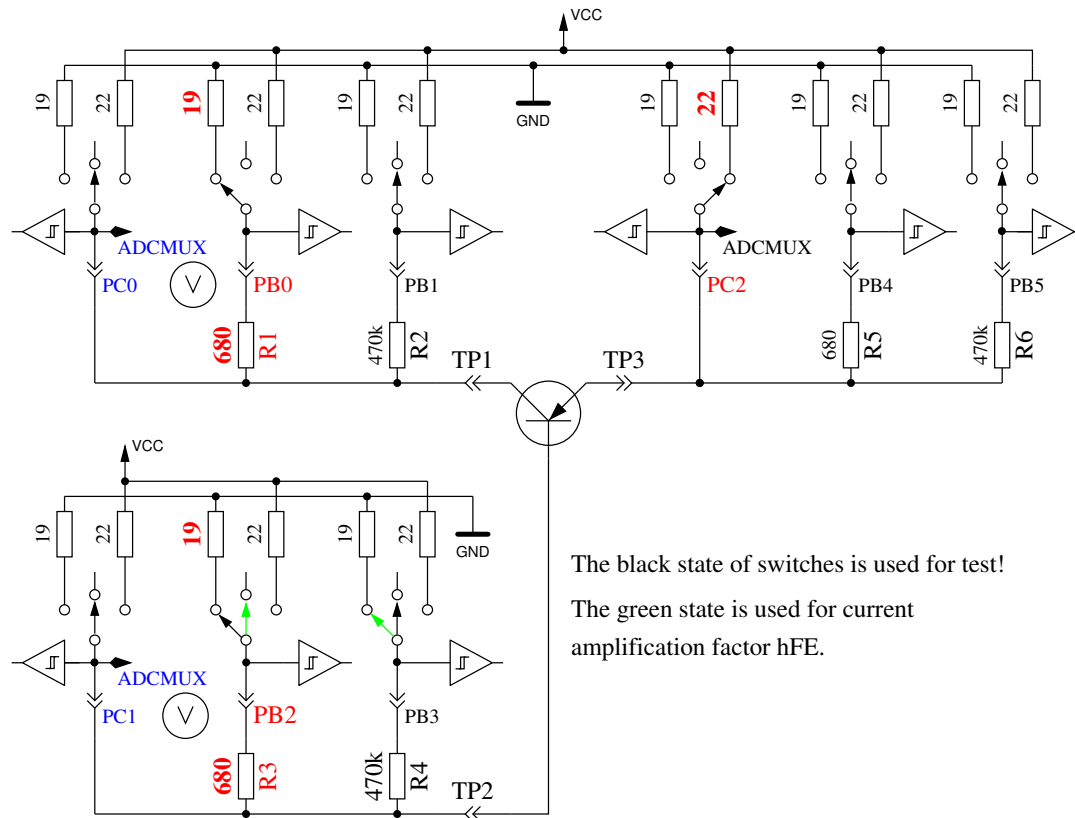 VCC
19
22
19
22
19
22
GND
19
22
19
22
19
22
ADCMUX
ADCMUX
PC0
V
PB0
PB1
PC2
PB4
PB5
680
R1
470k
R2
TP1
TP3
680
R5
470k
R6
VCC
19
22
19
22
19
22
GND
The black state of switches is used for test!
The green state is used for current
amplification factor hFE.
ADCMUX
PC1
V
PB2
PB3
680
R3
470k
R4
TP2